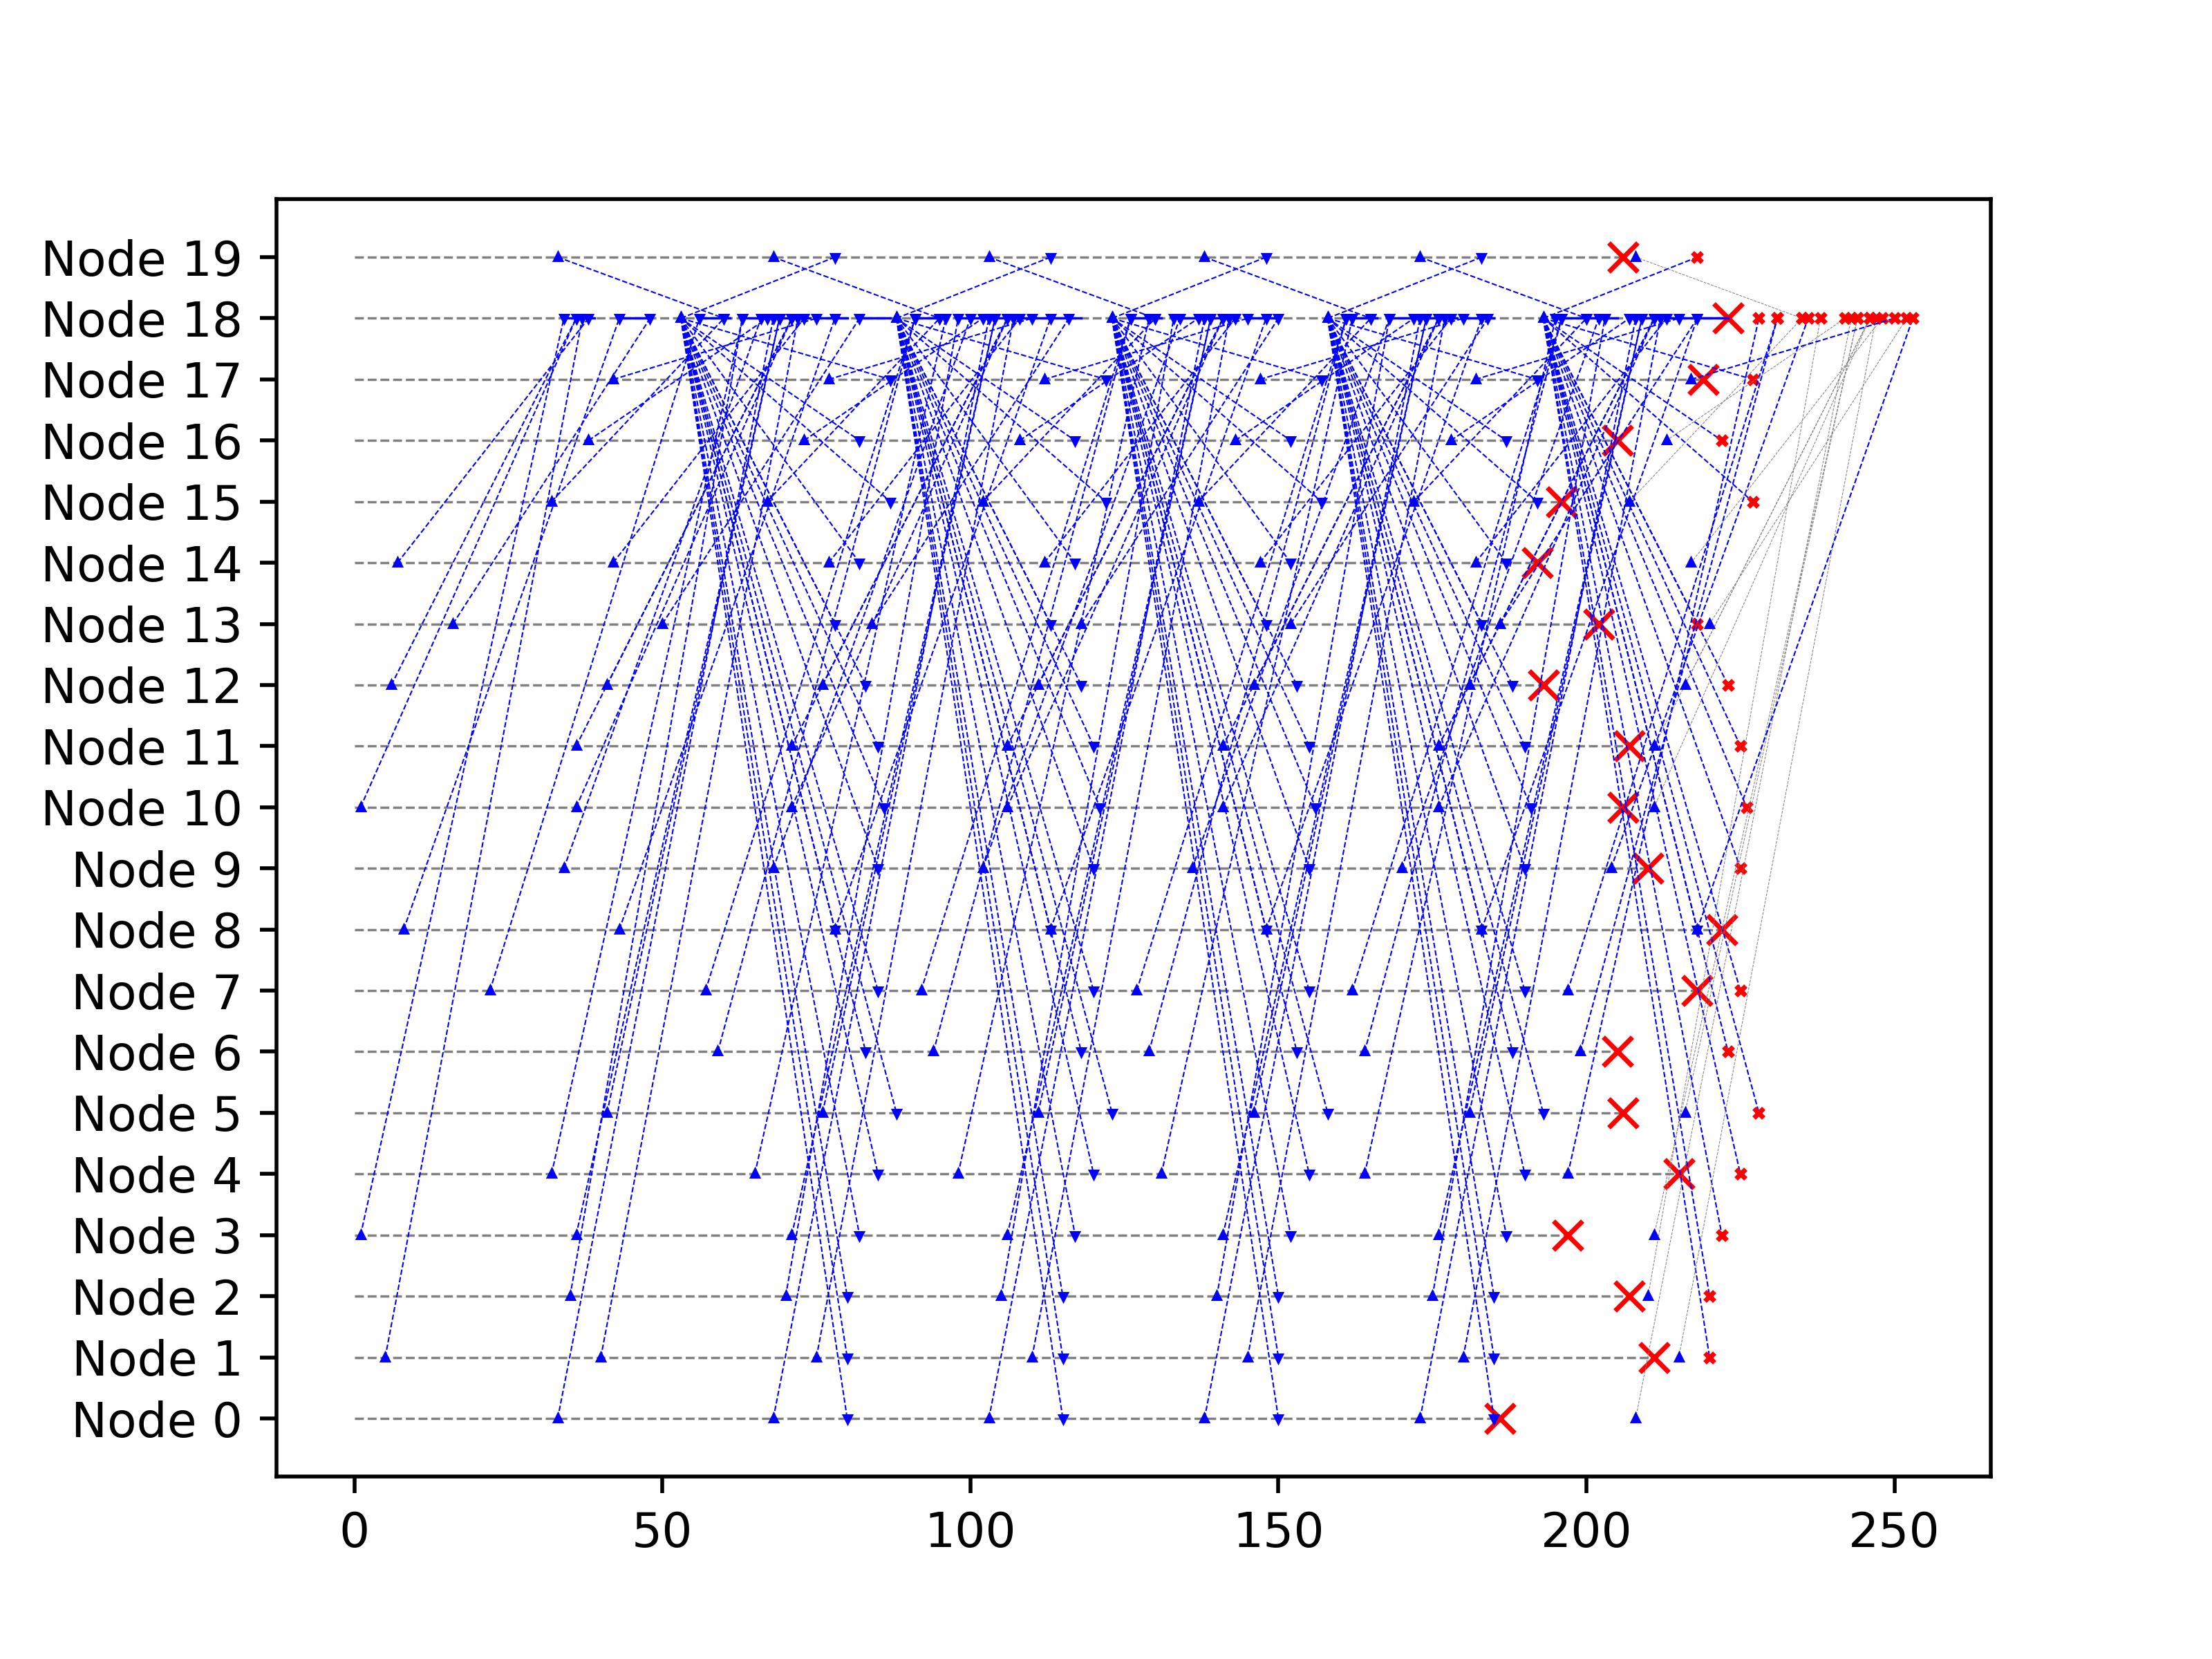 Node 19
Node 18
Node 17
Node 16
Node 15
Node 14
Node 13
Node 12
Node 11
Node 10
Node 9
Node 8
Node 7
Node 6
Node 5
Node 4
Node 3
Node 2
Node 1
Node 0
0 50 100 150 200 250